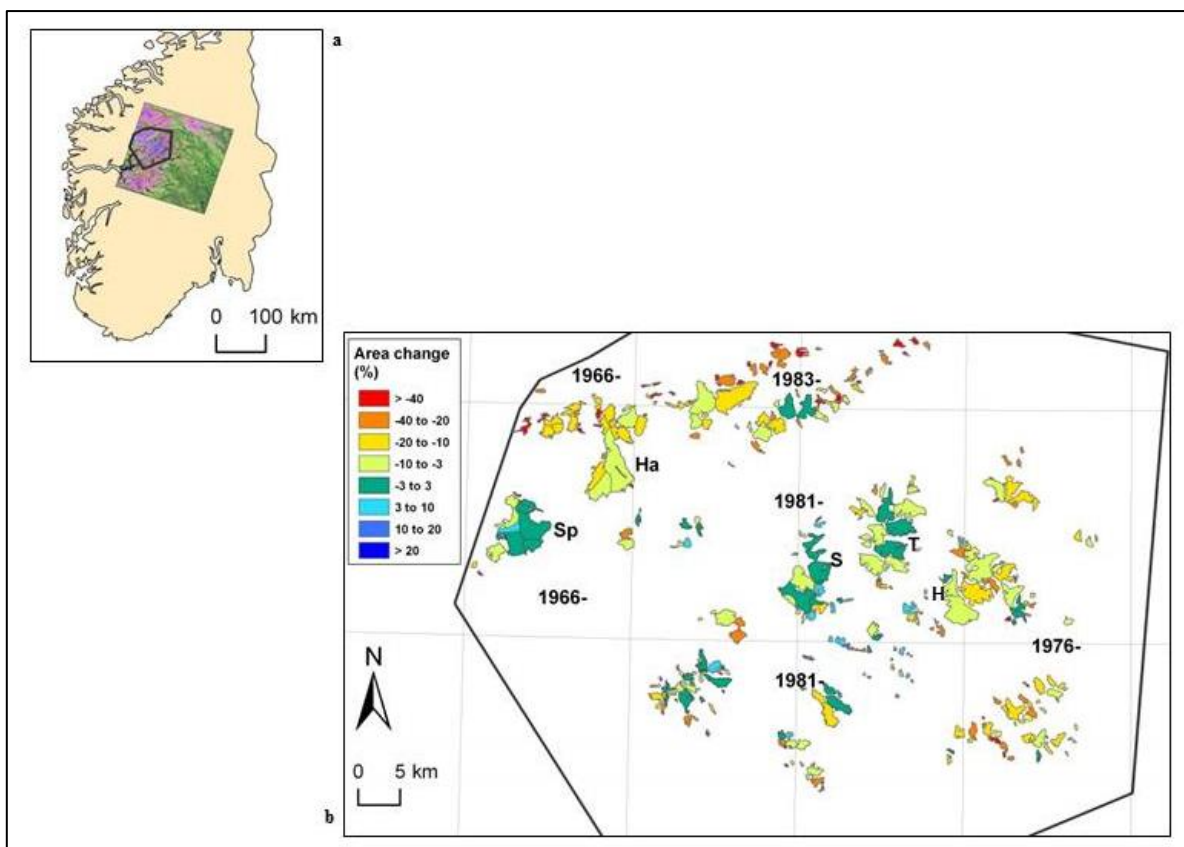 a
0 100 km
Area change
(%)
> -40
-40 to -20
-20 to -10
-10 to -3
-3 to 3
3 to 10
10 to 20
> 20
1966-
1983-
Ha
1981-
Sp
S
T
H
1966-
1976-
1981-
N
0 5 km
b